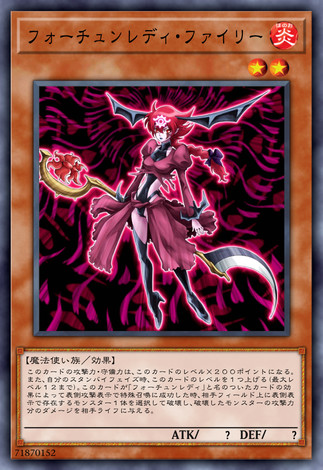 フォーチュンレディ・ファイリー
炎
【魔法使い族／効果】
このカードの攻撃力・守備力は、このカードのレベル×２００ポイントになる。
また、自分のスタンバイフェイズ時、このカードのレベルを１つ上げる（最大レ
ベル１２まで）。このカードが「フォーチュンレディ」と名のついたカードの効
果によって表側攻撃表示で特殊召喚に成功した時、相手フィールド上に表側表
示で存在するモンスター１体を選択して破壊し、破壊したモンスターの攻撃力
分のダメージを相手ライフに与える。
ATK/ ? DEF/ ?
71870152